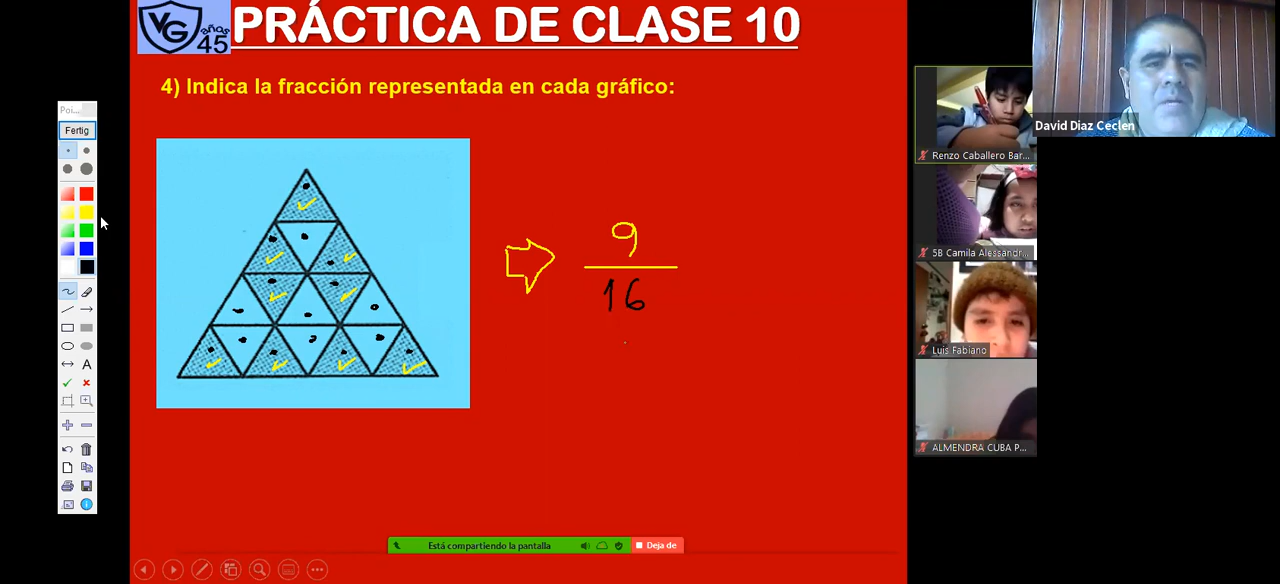 VG
años
45
PRÁCTICA DE CLASE 10
4) Indica la fracción representada en cada gráfico:
Poi...
Fertig
A
9
16
David Diaz Ceclen
Renzo Caballero Bar...
5B Camila Alessandr...
Luis Fabiano
ALMENDRA CUBA P...
Está compartiendo la pantalla
Deja de